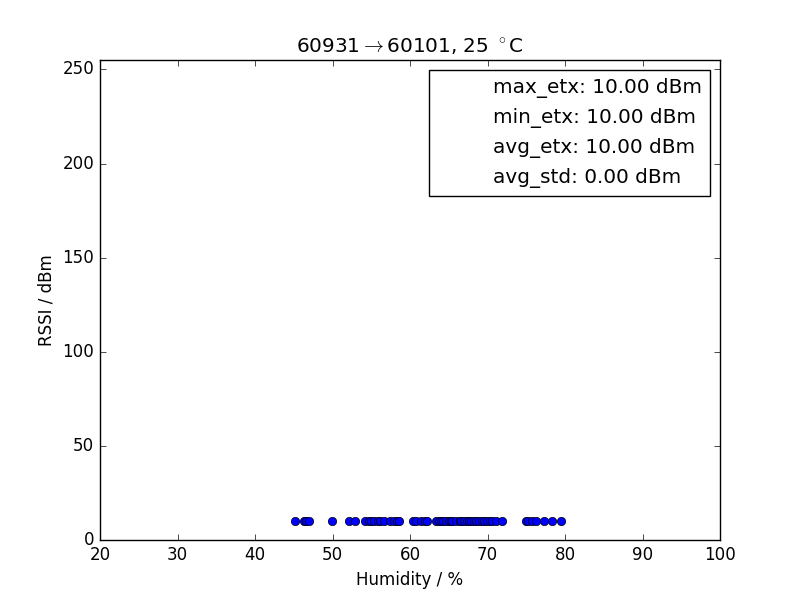 60931→60101, 25 °C
250
200
150
100
50
0
RSSI / dBm
max_etx: 10.00 dBm
min_etx: 10.00 dBm
avg_etx: 10.00 dBm
avg_std: 0.00 dBm
20 30 40 50 60 70 80 90 100
Humidity / %